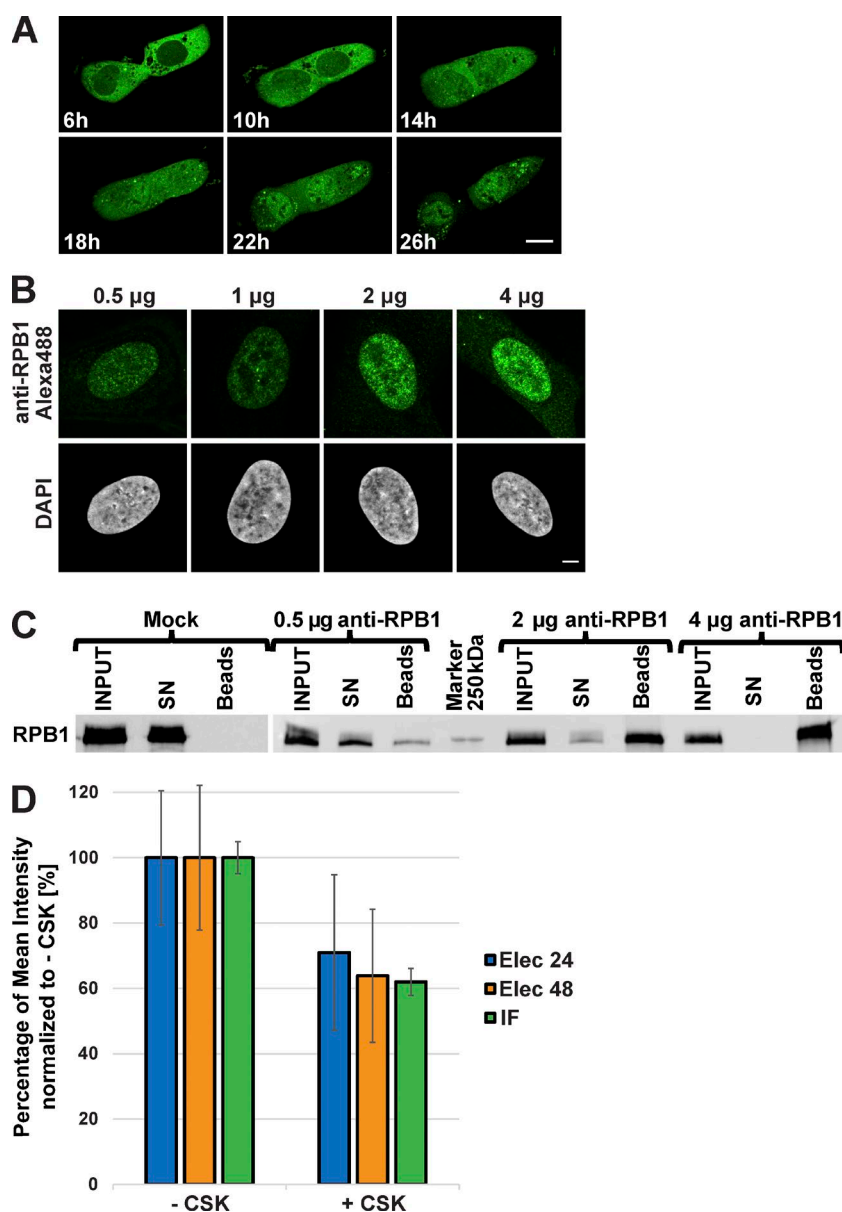 A
6h
10h
14h
18h
22h
26h
B
0.5 µg
1 µg
2 µg
4 µg
anti-RPB1
Alexa488
DAPI
C
Mock
0.5 µg anti-RPB1
2 µg anti-RPB1
4 µg anti-RPB1
INPUT
SN
Beads
INPUT
SN
Beads
Marker
250kDa
INPUT
SN
Beads
INPUT
SN
Beads
RPB1
D
Percentage of Mean Intensity
normalized to - CSK [%]
120
100
80
60
40
20
0
- CSK
+ CSK
Elec 24
Elec 48
IF